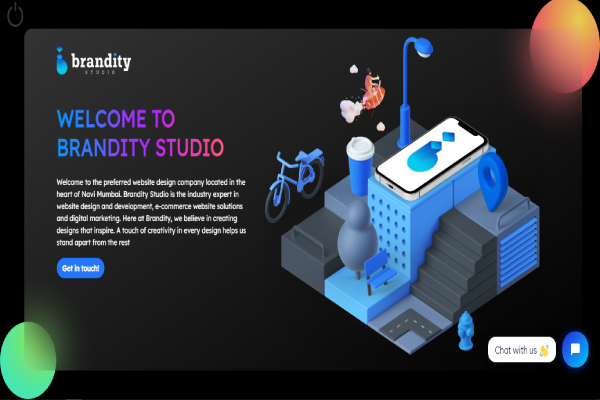 brandity
STUDIO
WELCOME TO
BRANDITY STUDIO
Welcome to the preferred website design company located in the
heart of Navi Mumbai. Brandity Studio is the industry expert in
website design and development, e-commerce website solutions
and digital marketing. Here at Brandity, we believe in creating
designs that inspire. A touch of creativity in every design helps us
stand apart from the rest
Get in touch!
Chat with us 👋